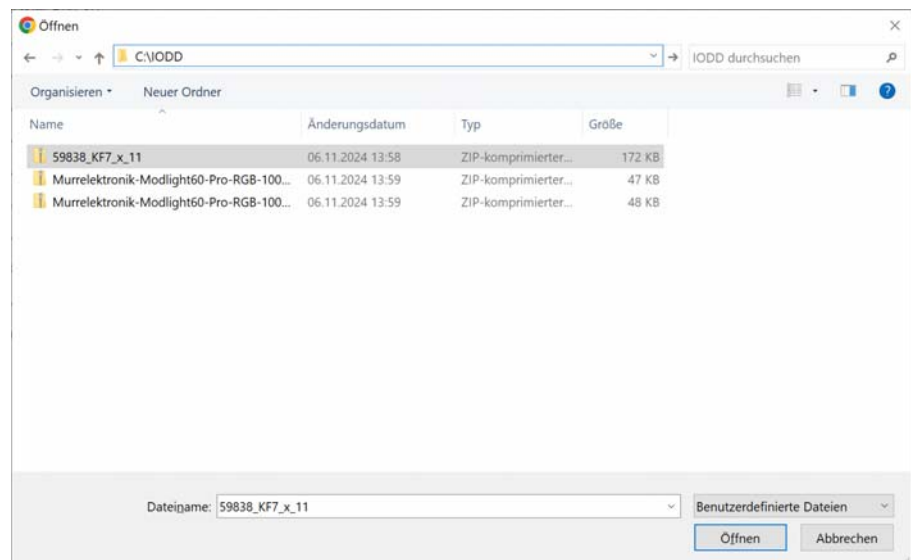 Öffnen
C:\IODD
IODD durchsuchen
Organisieren
Neuer Ordner
Name Änderungsdatum Typ Größe
59838_KF7_x_11 06.11.2024 13:58 ZIP-komprimierter... 172 KB
Murrelektronik-Modlight60-Pro-RGB-100... 06.11.2024 13:59 ZIP-komprimierter... 47 KB
Murrelektronik-Modlight60-Pro-RGB-100... 06.11.2024 13:59 ZIP-komprimierter... 48 KB
Dateiname: 59838_KF7_x_11 Benutzerdefinierte Dateien
Öffnen Abbrechen